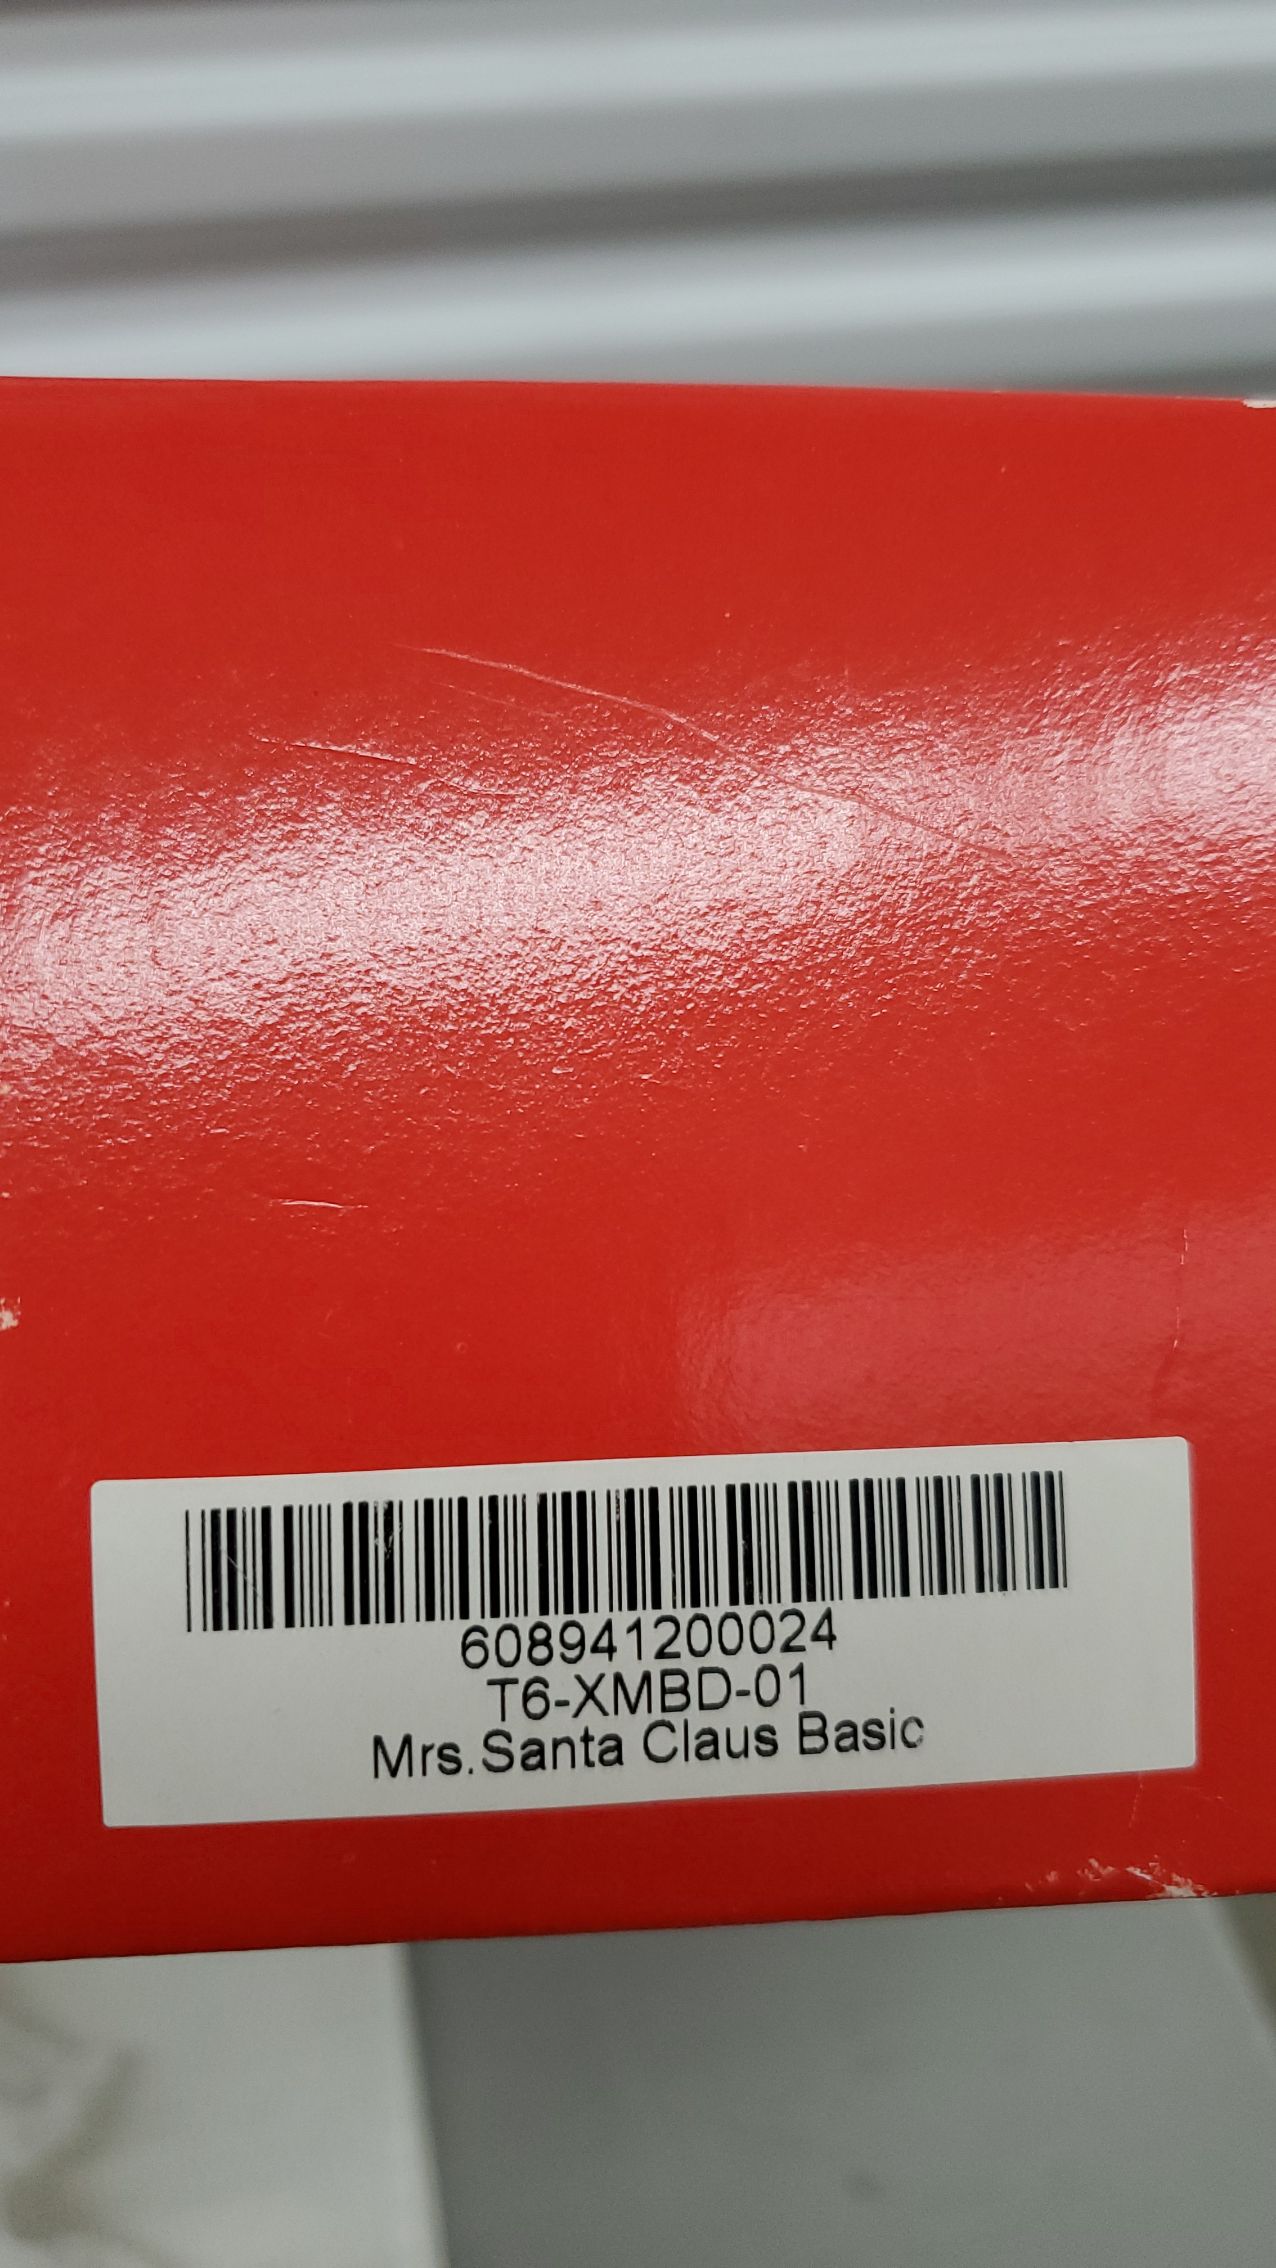 608941200024
T6-XMBD-01
Mrs.Santa Claus Basic